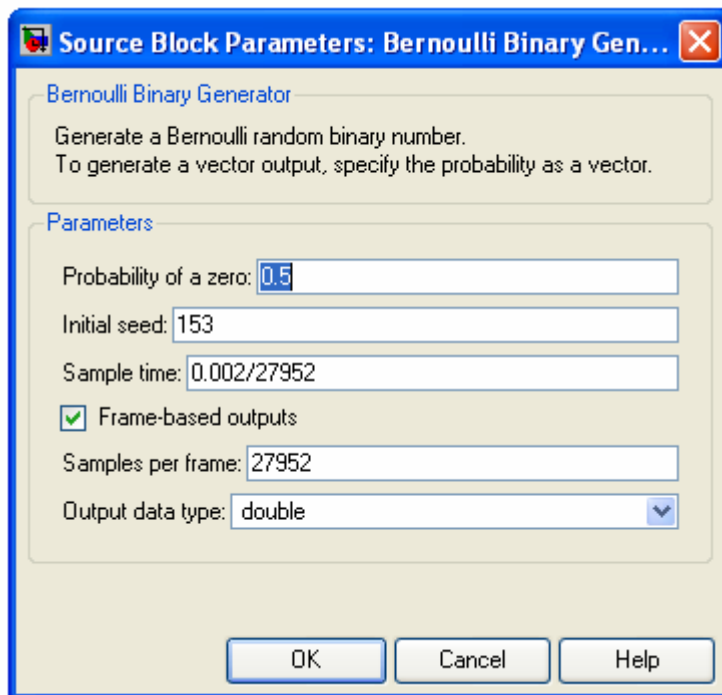 Source Block Parameters: Bernoulli Binary Gen...
Bernoulli Binary Generator
Generate a Bernoulli random binary number.
To generate a vector output, specify the probability as a vector.
Parameters
Probability of a zero: 0.5
Initial seed: 153
Sample time: 0.002/27952
Frame-based outputs
Samples per frame: 27952
Output data type: double
OK Cancel Help